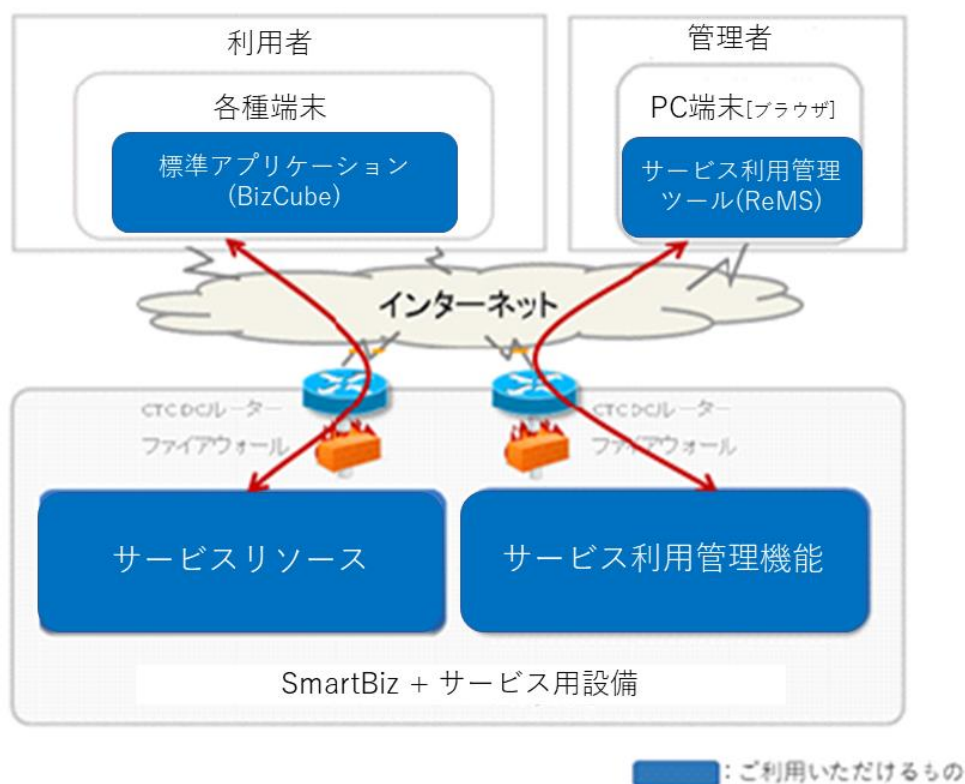 利用者
各種端末
標準アプリケーション
(BizCube)
管理者
PC端末[ブラウザ]
サービス利用管理
ツール(ReMS)
インターネット
CTC DCルーター
ファイアウォール
CTC DCルーター
ファイアウォール
サービスリソース
サービス利用管理機能
SmartBiz + サービス用設備
:ご利用いただけるもの